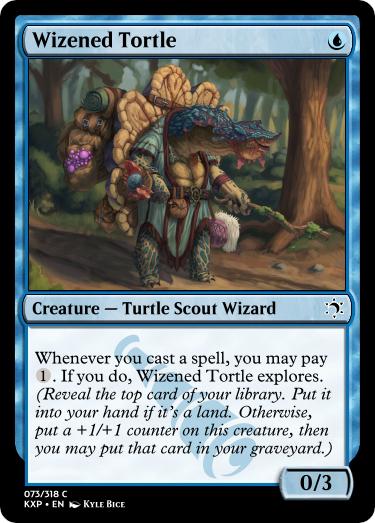 Wizened Tortle
Creature — Turtle Scout Wizard
Whenever you cast a spell, you may pay
1. If you do, Wizened Tortle explores.
(Reveal the top card of your library. Put it
into your hand if it's a land. Otherwise,
put a +1/+1 counter on this creature, then
you may put that card in your graveyard.)
0/3
073/318 C
KXP • EN Kyle Bice